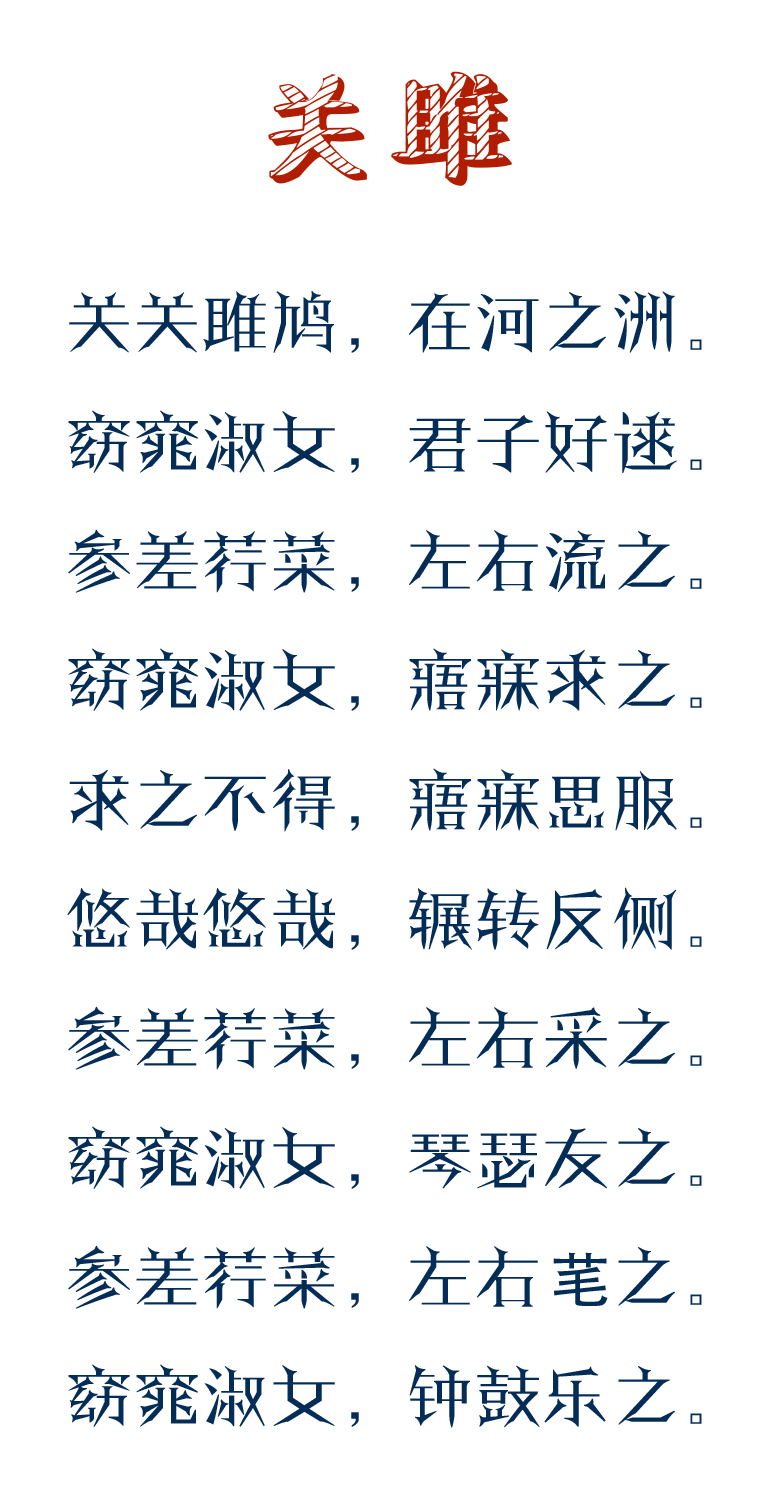 关雎
关关雎鸠，在河之洲。
窈窕淑女，君子好逑。
参差荇菜，左右流之。
窈窕淑女，寤寐求之。
求之不得，寤寐思服。
悠哉悠哉，辗转反侧。
参差荇菜，左右采之。
窈窕淑女，琴瑟友之。
参差荇菜，左右芼之。
窈窕淑女，钟鼓乐之。